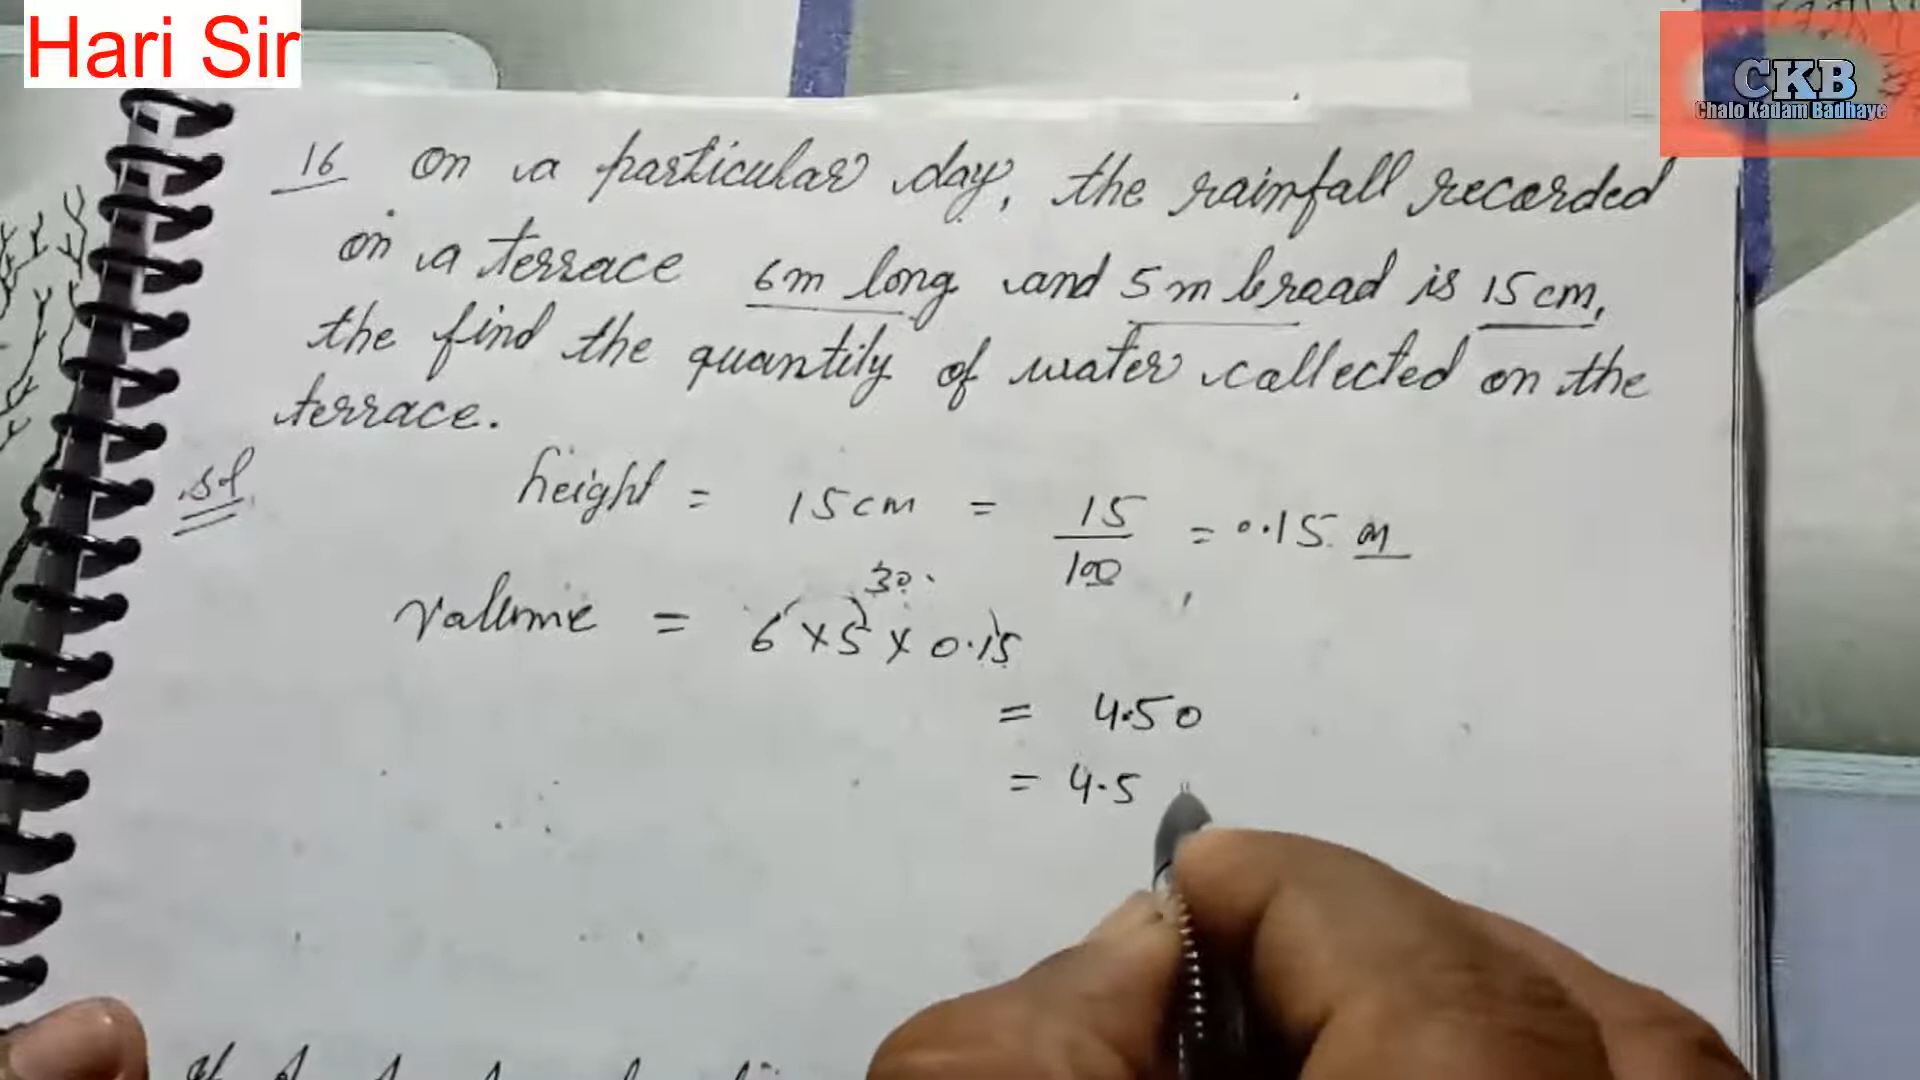 Hari Sir
CKB
Chalo Kadam Badhaye
16 on a particular day, the rainfall recorded
on a terrace 6m long and 5m broad is 15cm,
the find the quantity of water collected on the
terrace.
Sol. height = 15cm = 15/100 = 0.15 m
30.
volume = 6×5×0.15
= 4.50
= 4.5